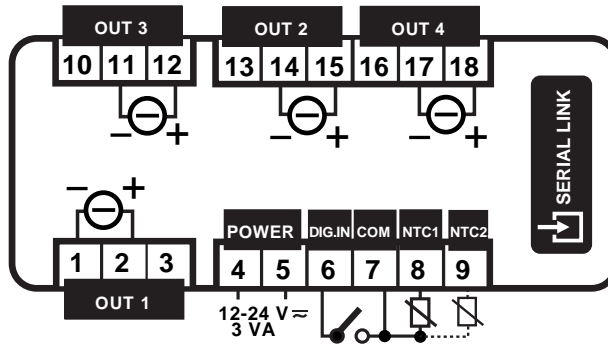 OUT 3 OUT 2 OUT 4
10 11 12 13 14 15 16 17 18
− + − + − +
SERIAL LINK
− +
POWER DIG.IN COM NTC1 NTC2
1 2 3 4 5 6 7 8 9
OUT 1
12-24 V ⎓
3 VA